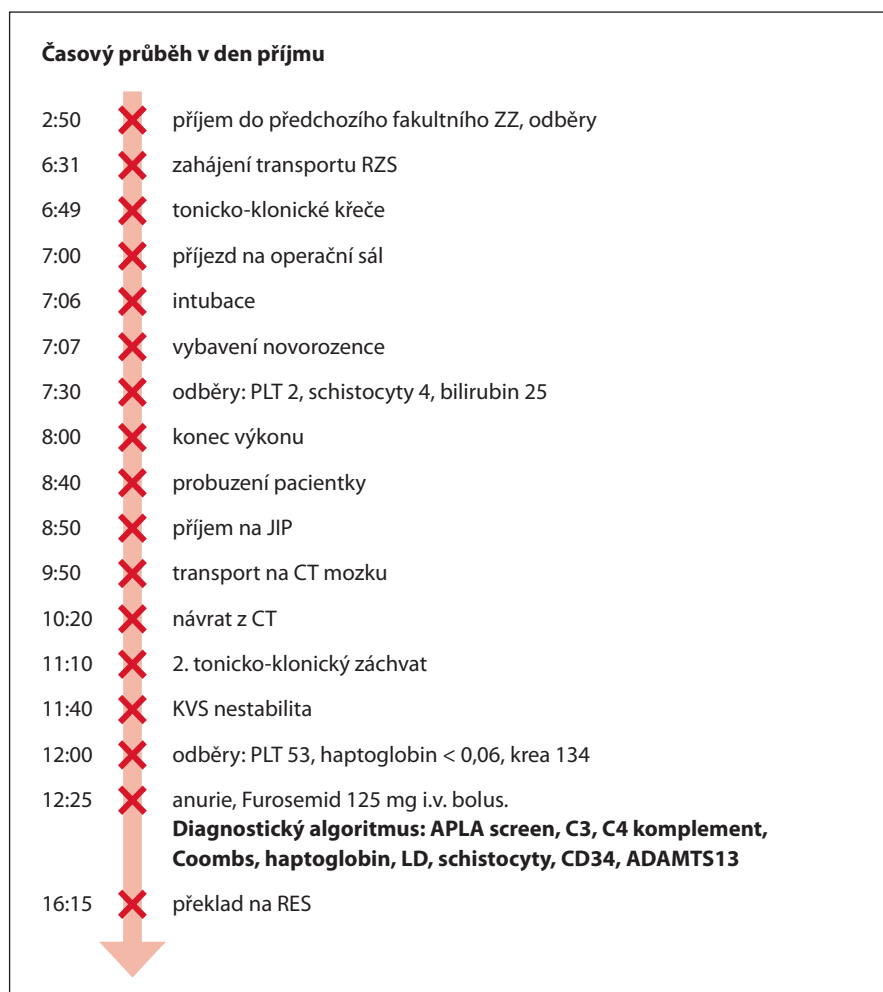 Časový průběh v den příjmu
2:50 příjem do předchozího fakultního ZZ, odběry
6:31 zahájení transportu RZS
6:49 tonicko-klonické křeče
7:00 příjezd na operační sál
7:06 intubace
7:07 vybavení novorozence
7:30 odběry: PLT 2, schistocyty 4, bilirubin 25
8:00 konec výkonu
8:40 probuzení pacientky
8:50 příjem na JIP
9:50 transport na CT mozku
10:20 návrat z CT
11:10 2. tonicko-klonický záchvat
11:40 KVS nestabilita
12:00 odběry: PLT 53, haptoglobin < 0,06, krea 134
12:25 anurie, Furosemid 125 mg i.v. bolus.
Diagnostický algoritmus: APLA screen, C3, C4 komplement,
Coombs, haptoglobin, LD, schistocyty, CD34, ADAMTS13
16:15 překlad na RES